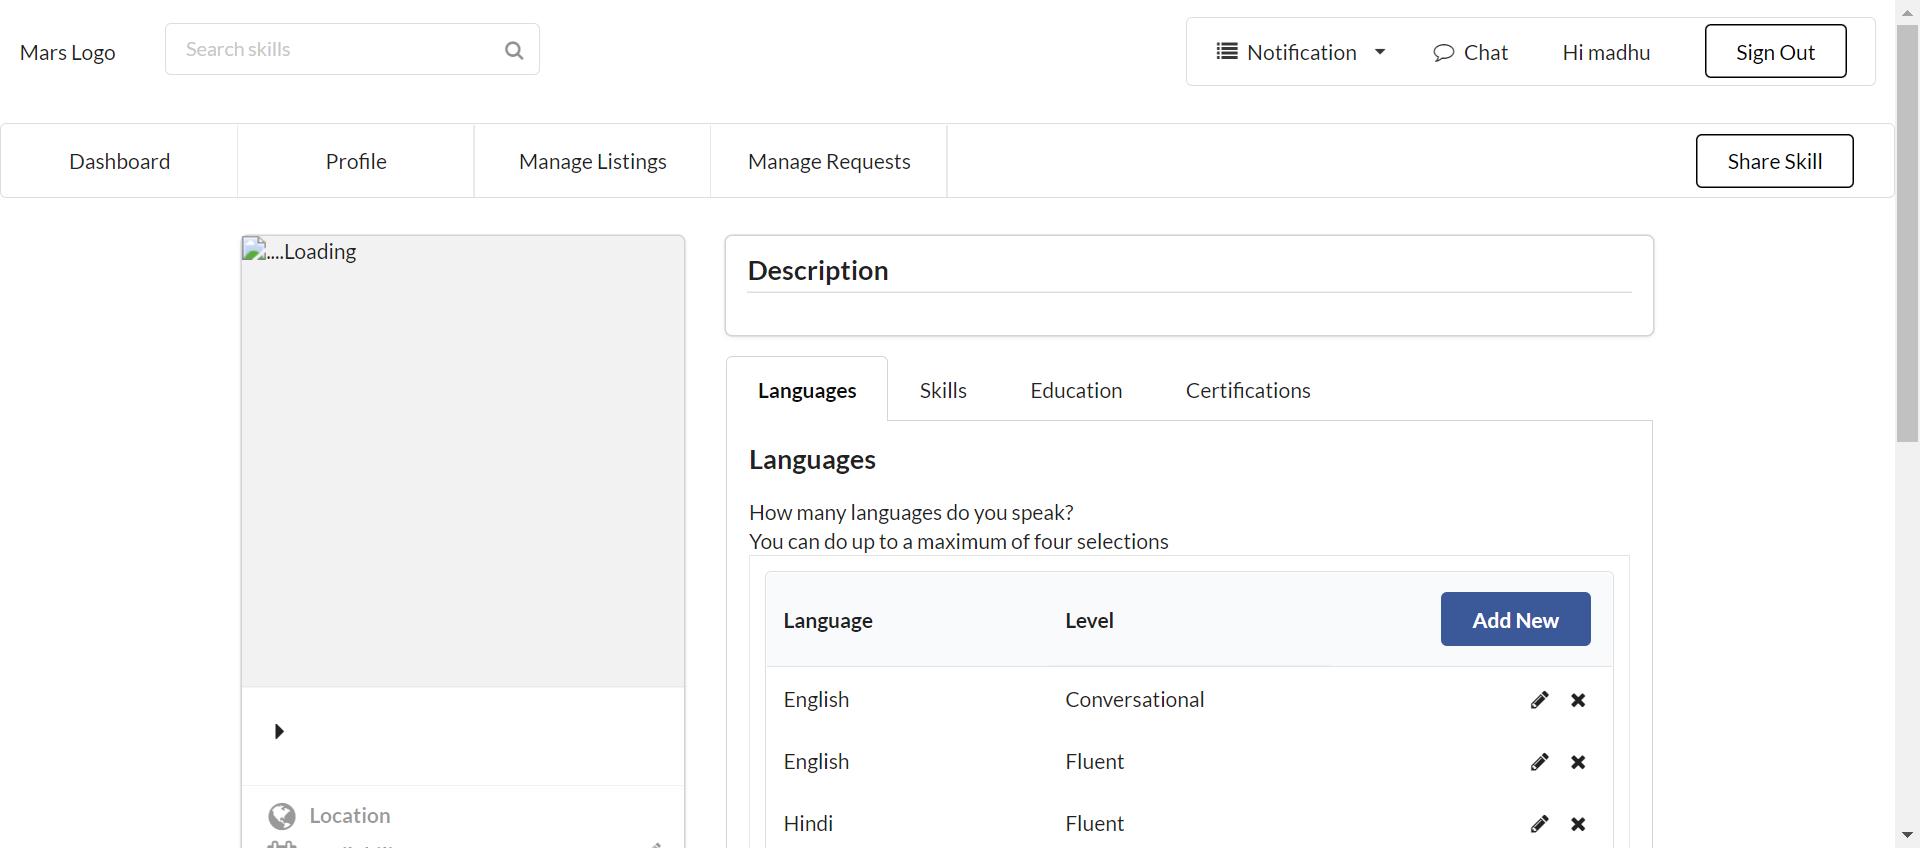 Mars Logo
Search skills
Notification
Chat
Hi madhu
Sign Out
Dashboard
Profile
Manage Listings
Manage Requests
Share Skill
....Loading
Description
Languages
Skills
Education
Certifications
Languages
How many languages do you speak?
You can do up to a maximum of four selections
Language
Level
Add New
English
Conversational
English
Fluent
Hindi
Fluent
Location